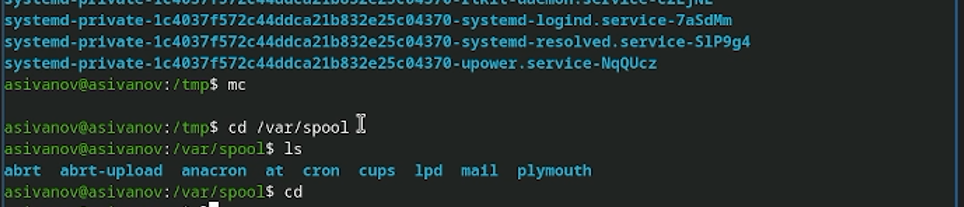 systemd-private-1c4037f572c44ddca21b832e25c04370-systemd-logind.service-7aSdMm
systemd-private-1c4037f572c44ddca21b832e25c04370-systemd-resolved.service-SlP9g4
systemd-private-1c4037f572c44ddca21b832e25c04370-upower.service-NqQUcz
asivanov@asivanov:/tmp$ mc
asivanov@asivanov:/tmp$ cd /var/spool
asivanov@asivanov:/var/spool$ ls
abrt abrt-upload anacron at cron cups lpd mail plymouth
asivanov@asivanov:/var/spool$ cd